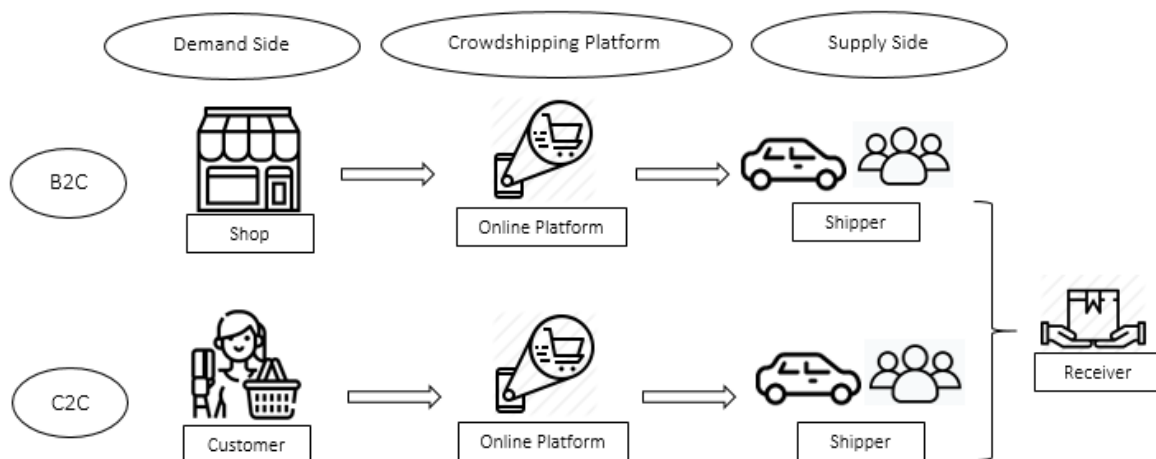 Demand Side
Crowdshipping Platform
Supply Side
B2C
Shop
Online Platform
Shipper
C2C
Customer
Online Platform
Shipper
Receiver